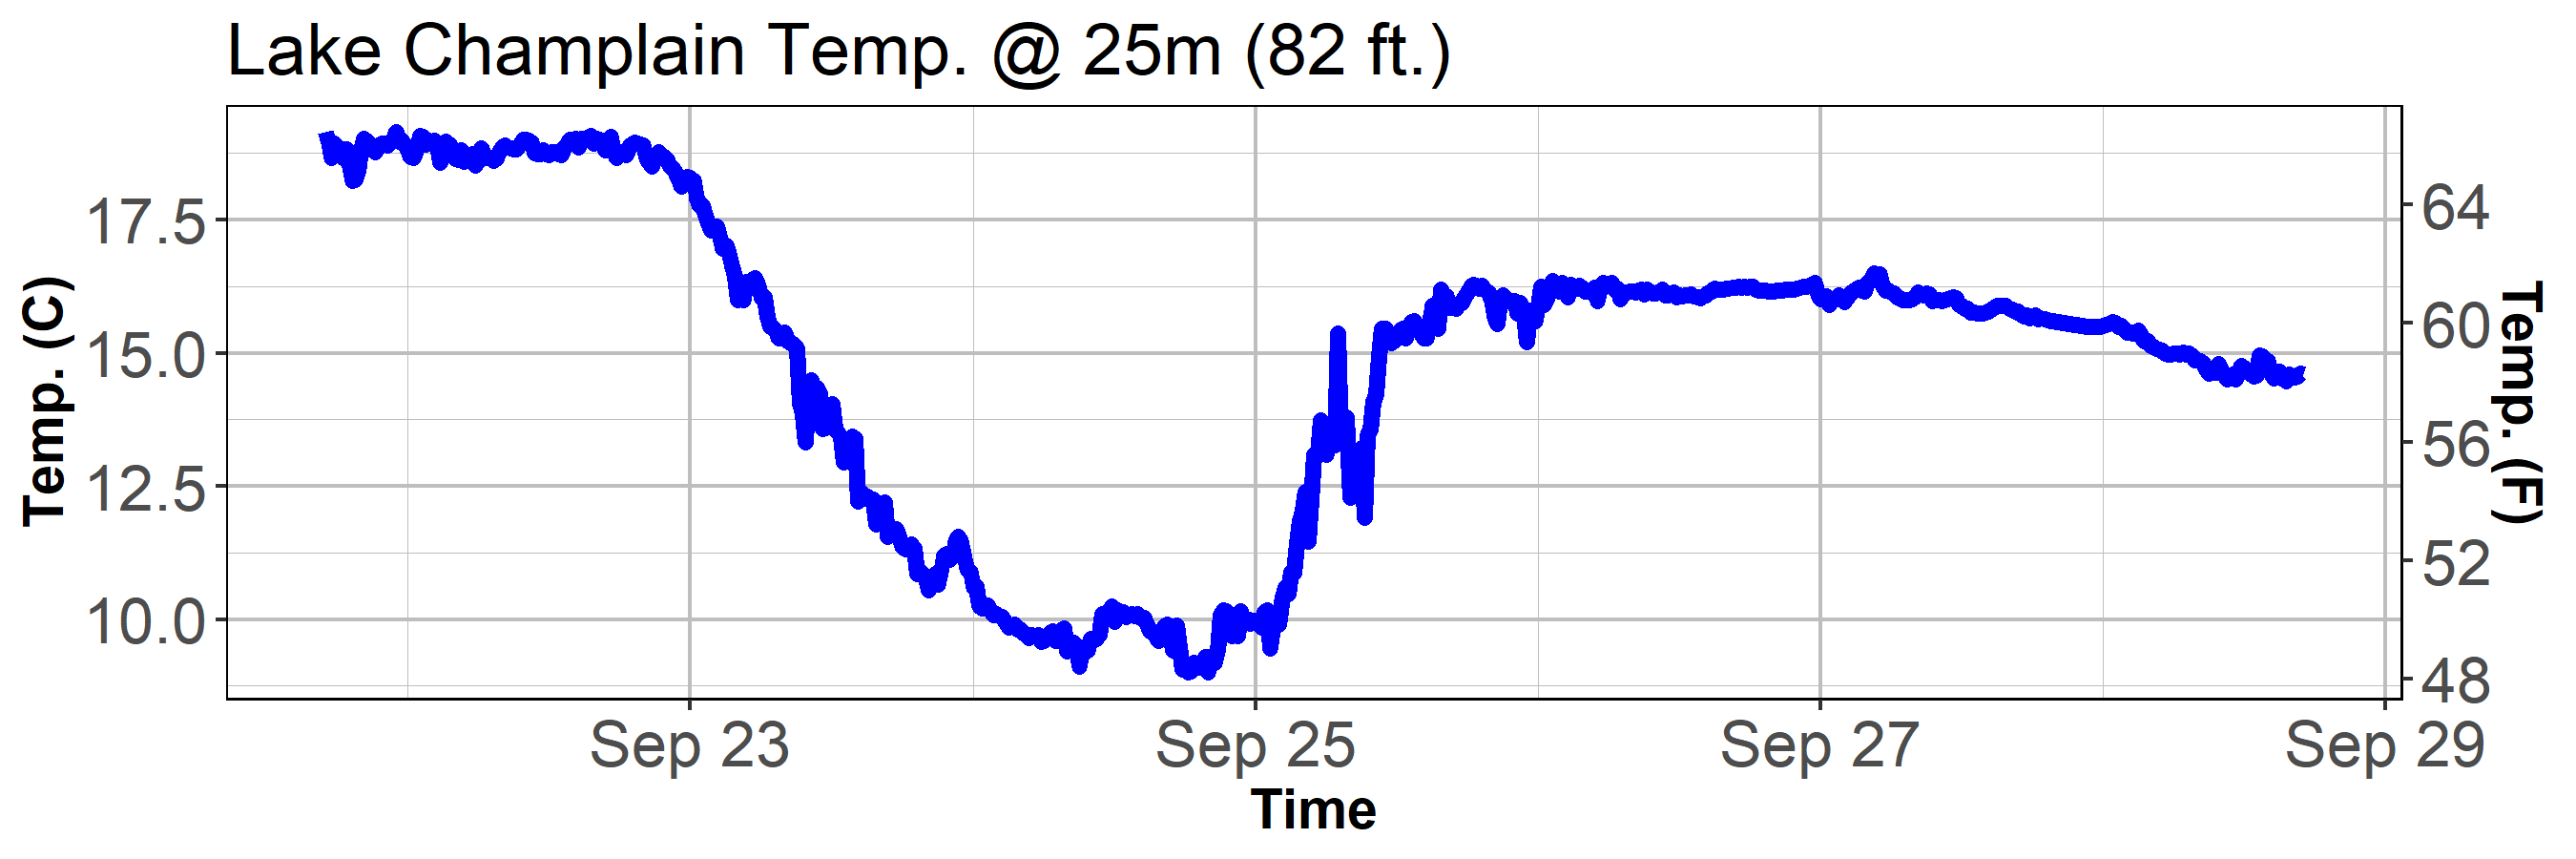 Lake Champlain Temp. @ 25m (82 ft.)
Temp. (C)
17.5
15.0
12.5
10.0
64
60
56
52
48
Temp. (F)
Sep 23 Sep 25 Sep 27 Sep 29
Time